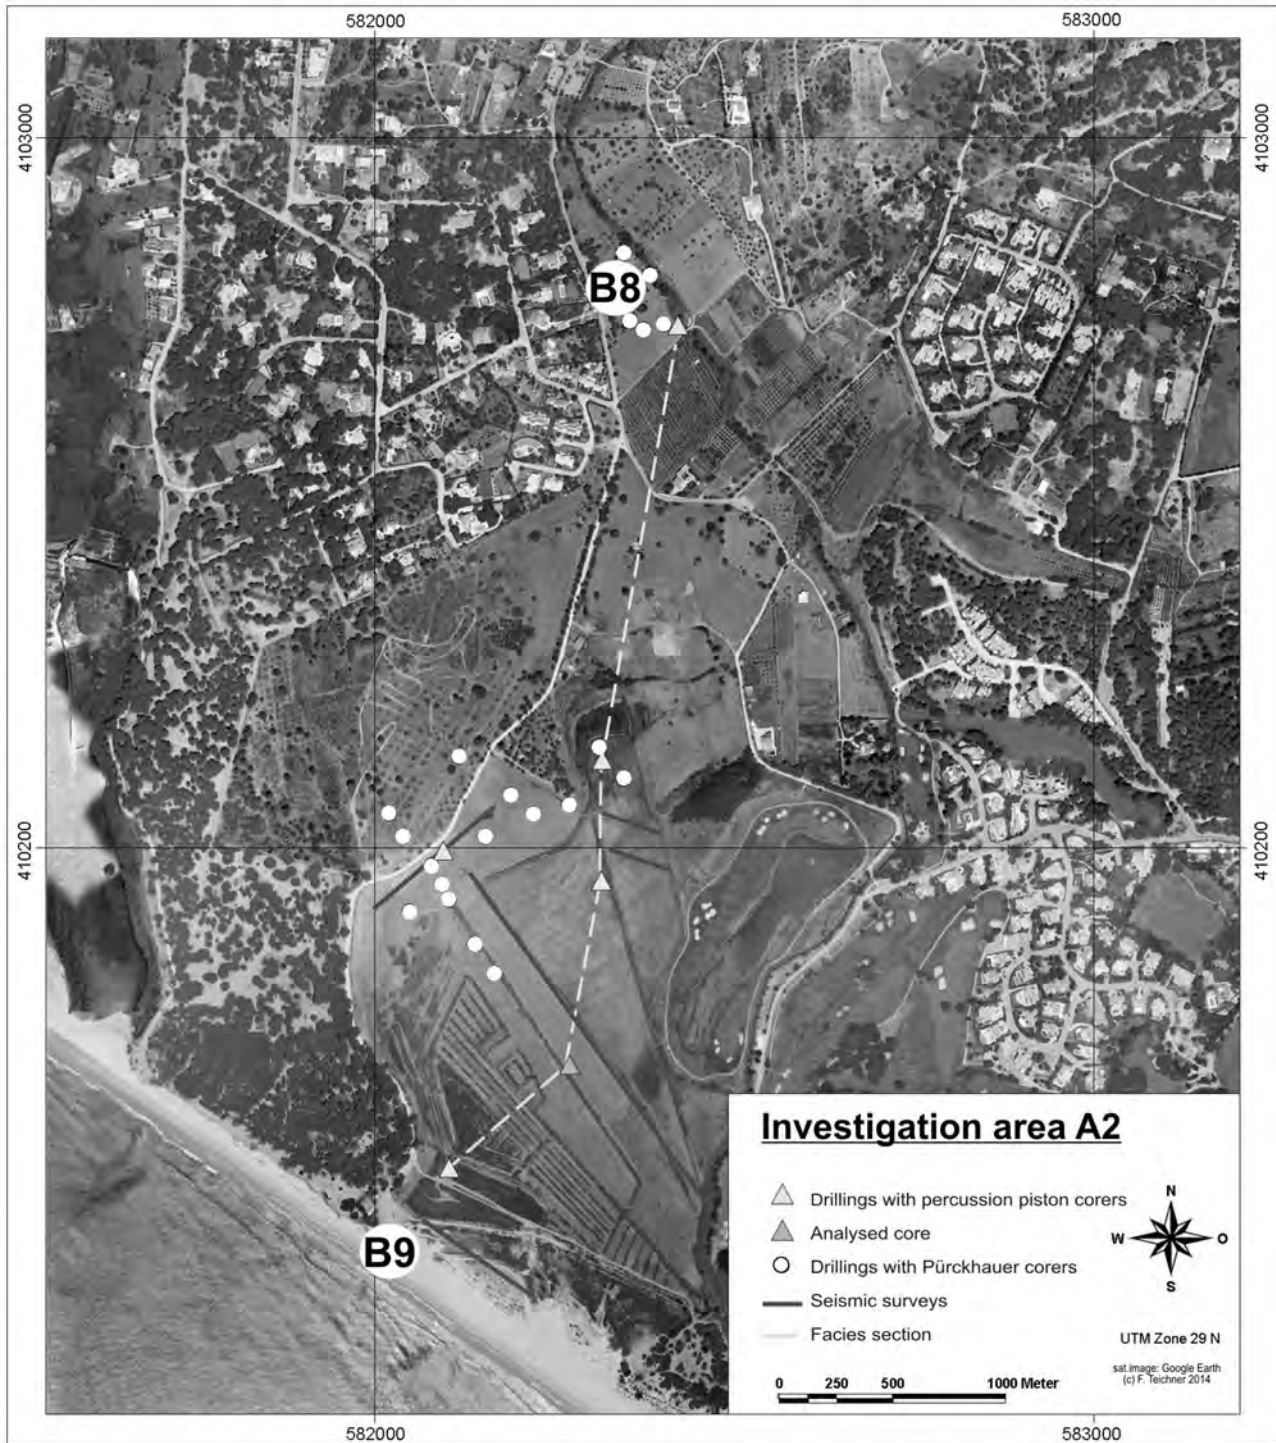 582000
583000
4103000
4103000
B8
410200
410200
B9
Investigation area A2
Drillings with percussion piston corers
Analysed core
Drillings with Pürckhauer corers
Seismic surveys
Facies section
0 250 500 1000 Meter
N
W O
S
UTM Zone 29 N
sat.image: Google Earth
(c) F. Teichner 2014
582000
583000